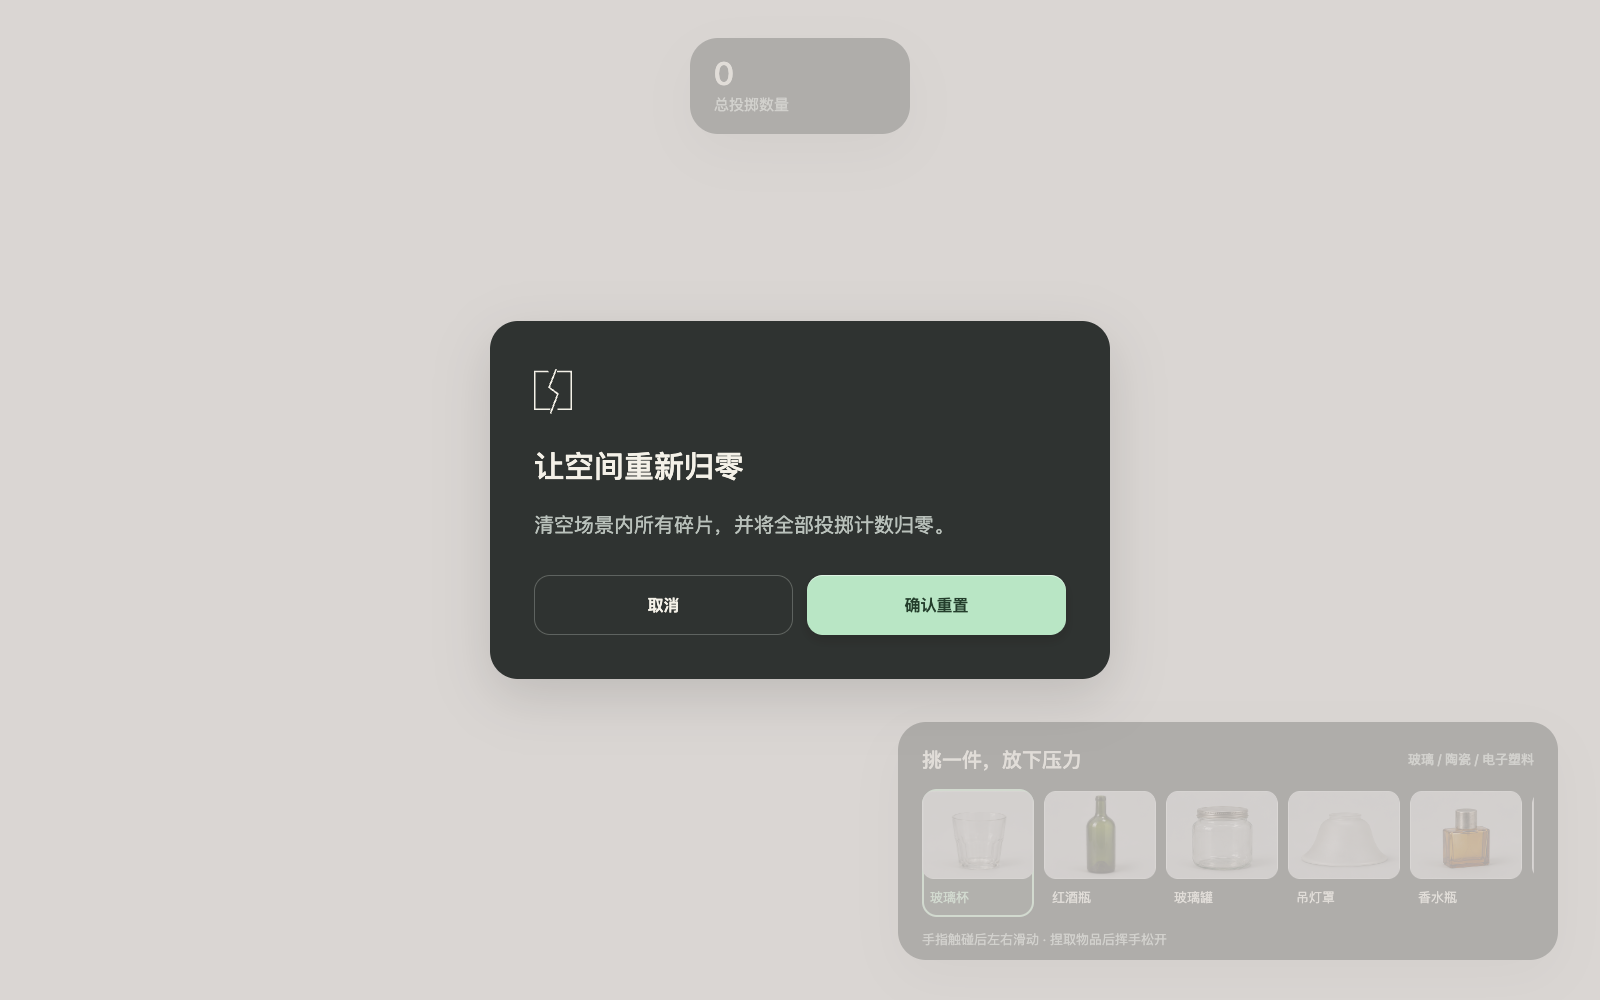 0
总投掷数量
让空间重新归零
清空场景内所有碎片，并将全部投掷计数归零。
取消
确认重置
挑一件，放下压力
玻璃 / 陶瓷 / 电子塑料
玻璃杯
红酒瓶
玻璃罐
吊灯罩
香水瓶
手指触碰后左右滑动 · 捏取物品后挥手松开